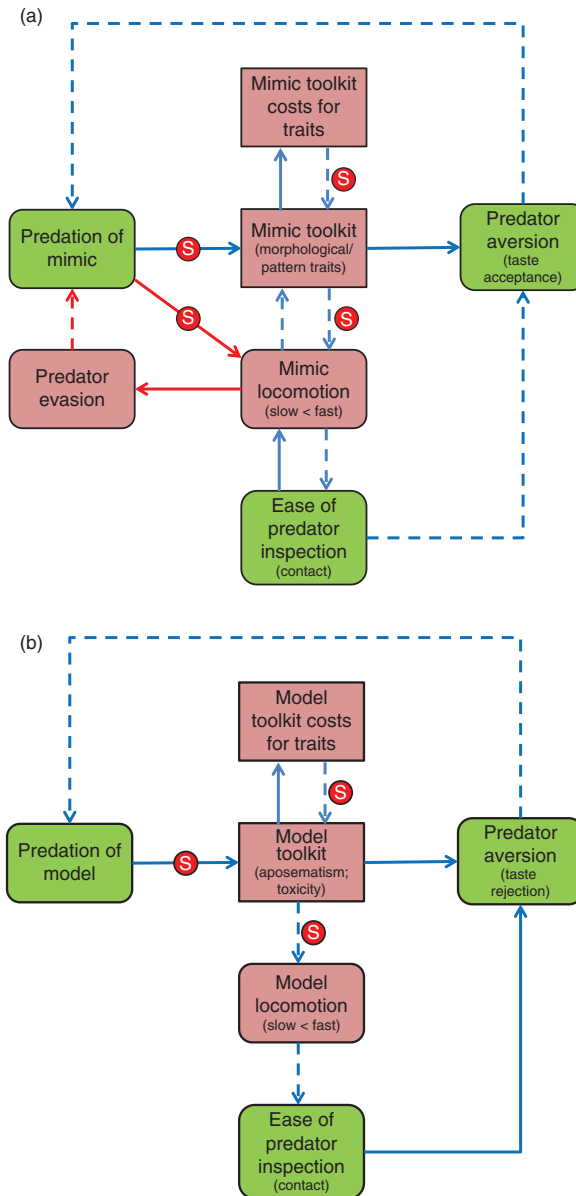 (a)
Mimic toolkit
costs for
traits
S
Predation of
mimic
S
Mimic toolkit
(morphological/
pattern traits)
Predator
aversion
(taste
acceptance)
S
S
Predator
evasion
Mimic
locomotion
(slow < fast)
Ease of
predator
inspection
(contact)
(b)
Model
toolkit costs
for traits
S
Predation of
model
S
Model
toolkit
(aposematism;
toxicity)
Predator
aversion
(taste
rejection)
S
Model
locomotion
(slow < fast)
Ease of
predator
inspection
(contact)